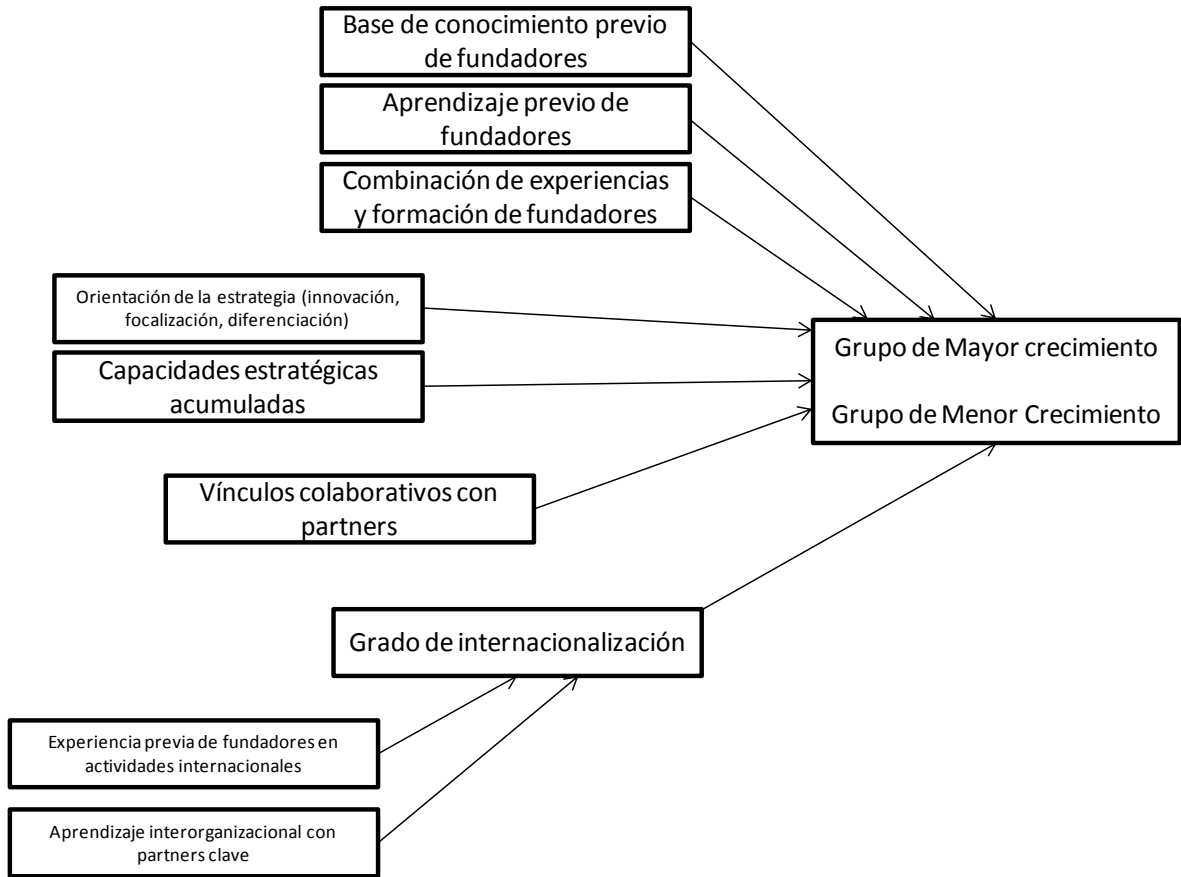 Base de conocimiento previo
de fundadores
Aprendizaje previo de
fundadores
Combinación de experiencias
y formación de fundadores
Orientación de la estrategia (innovación,
focalización, diferenciación)
Capacidades estratégicas
acumuladas
Grupo de Mayor crecimiento
Grupo de Menor Crecimiento
Vínculos colaborativos con
partners
Grado de internacionalización
Experiencia previa de fundadores en
actividades internacionales
Aprendizaje interorganizacional con
partners clave